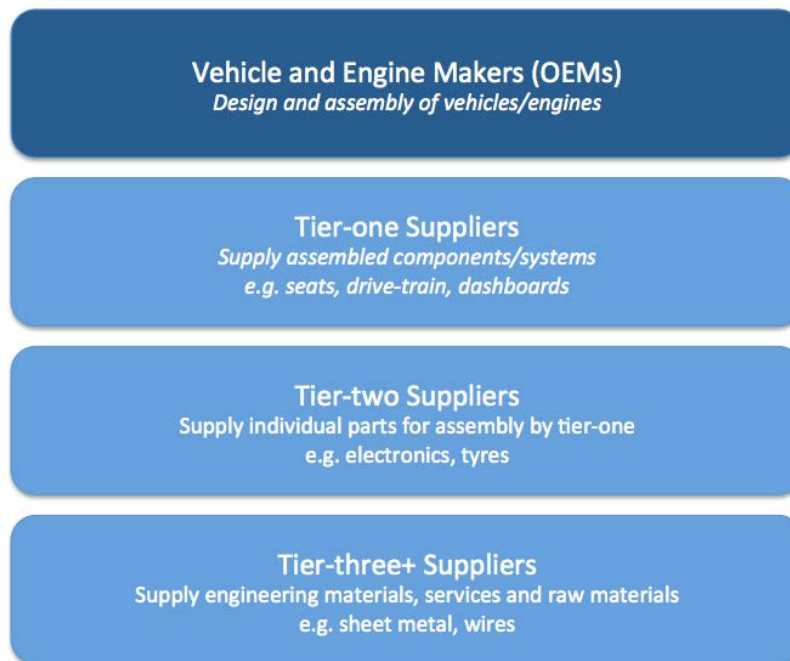 Vehicle and Engine Makers (OEMs)
Design and assembly of vehicles/engines
Tier-one Suppliers
Supply assembled components/systems
e.g. seats, drive-train, dashboards
Tier-two Suppliers
Supply individual parts for assembly by tier-one
e.g. electronics, tyres
Tier-three+ Suppliers
Supply engineering materials, services and raw materials
e.g. sheet metal, wires